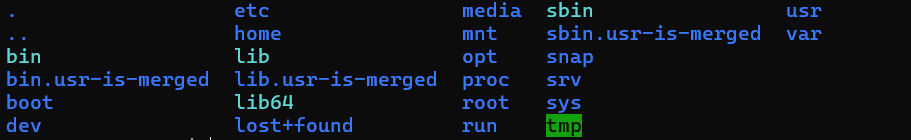 . etc media sbin usr
.. home mnt sbin.usr-is-merged var
bin lib opt snap
bin.usr-is-merged lib.usr-is-merged proc srv
boot lib64 root sys
dev lost+found run tmp